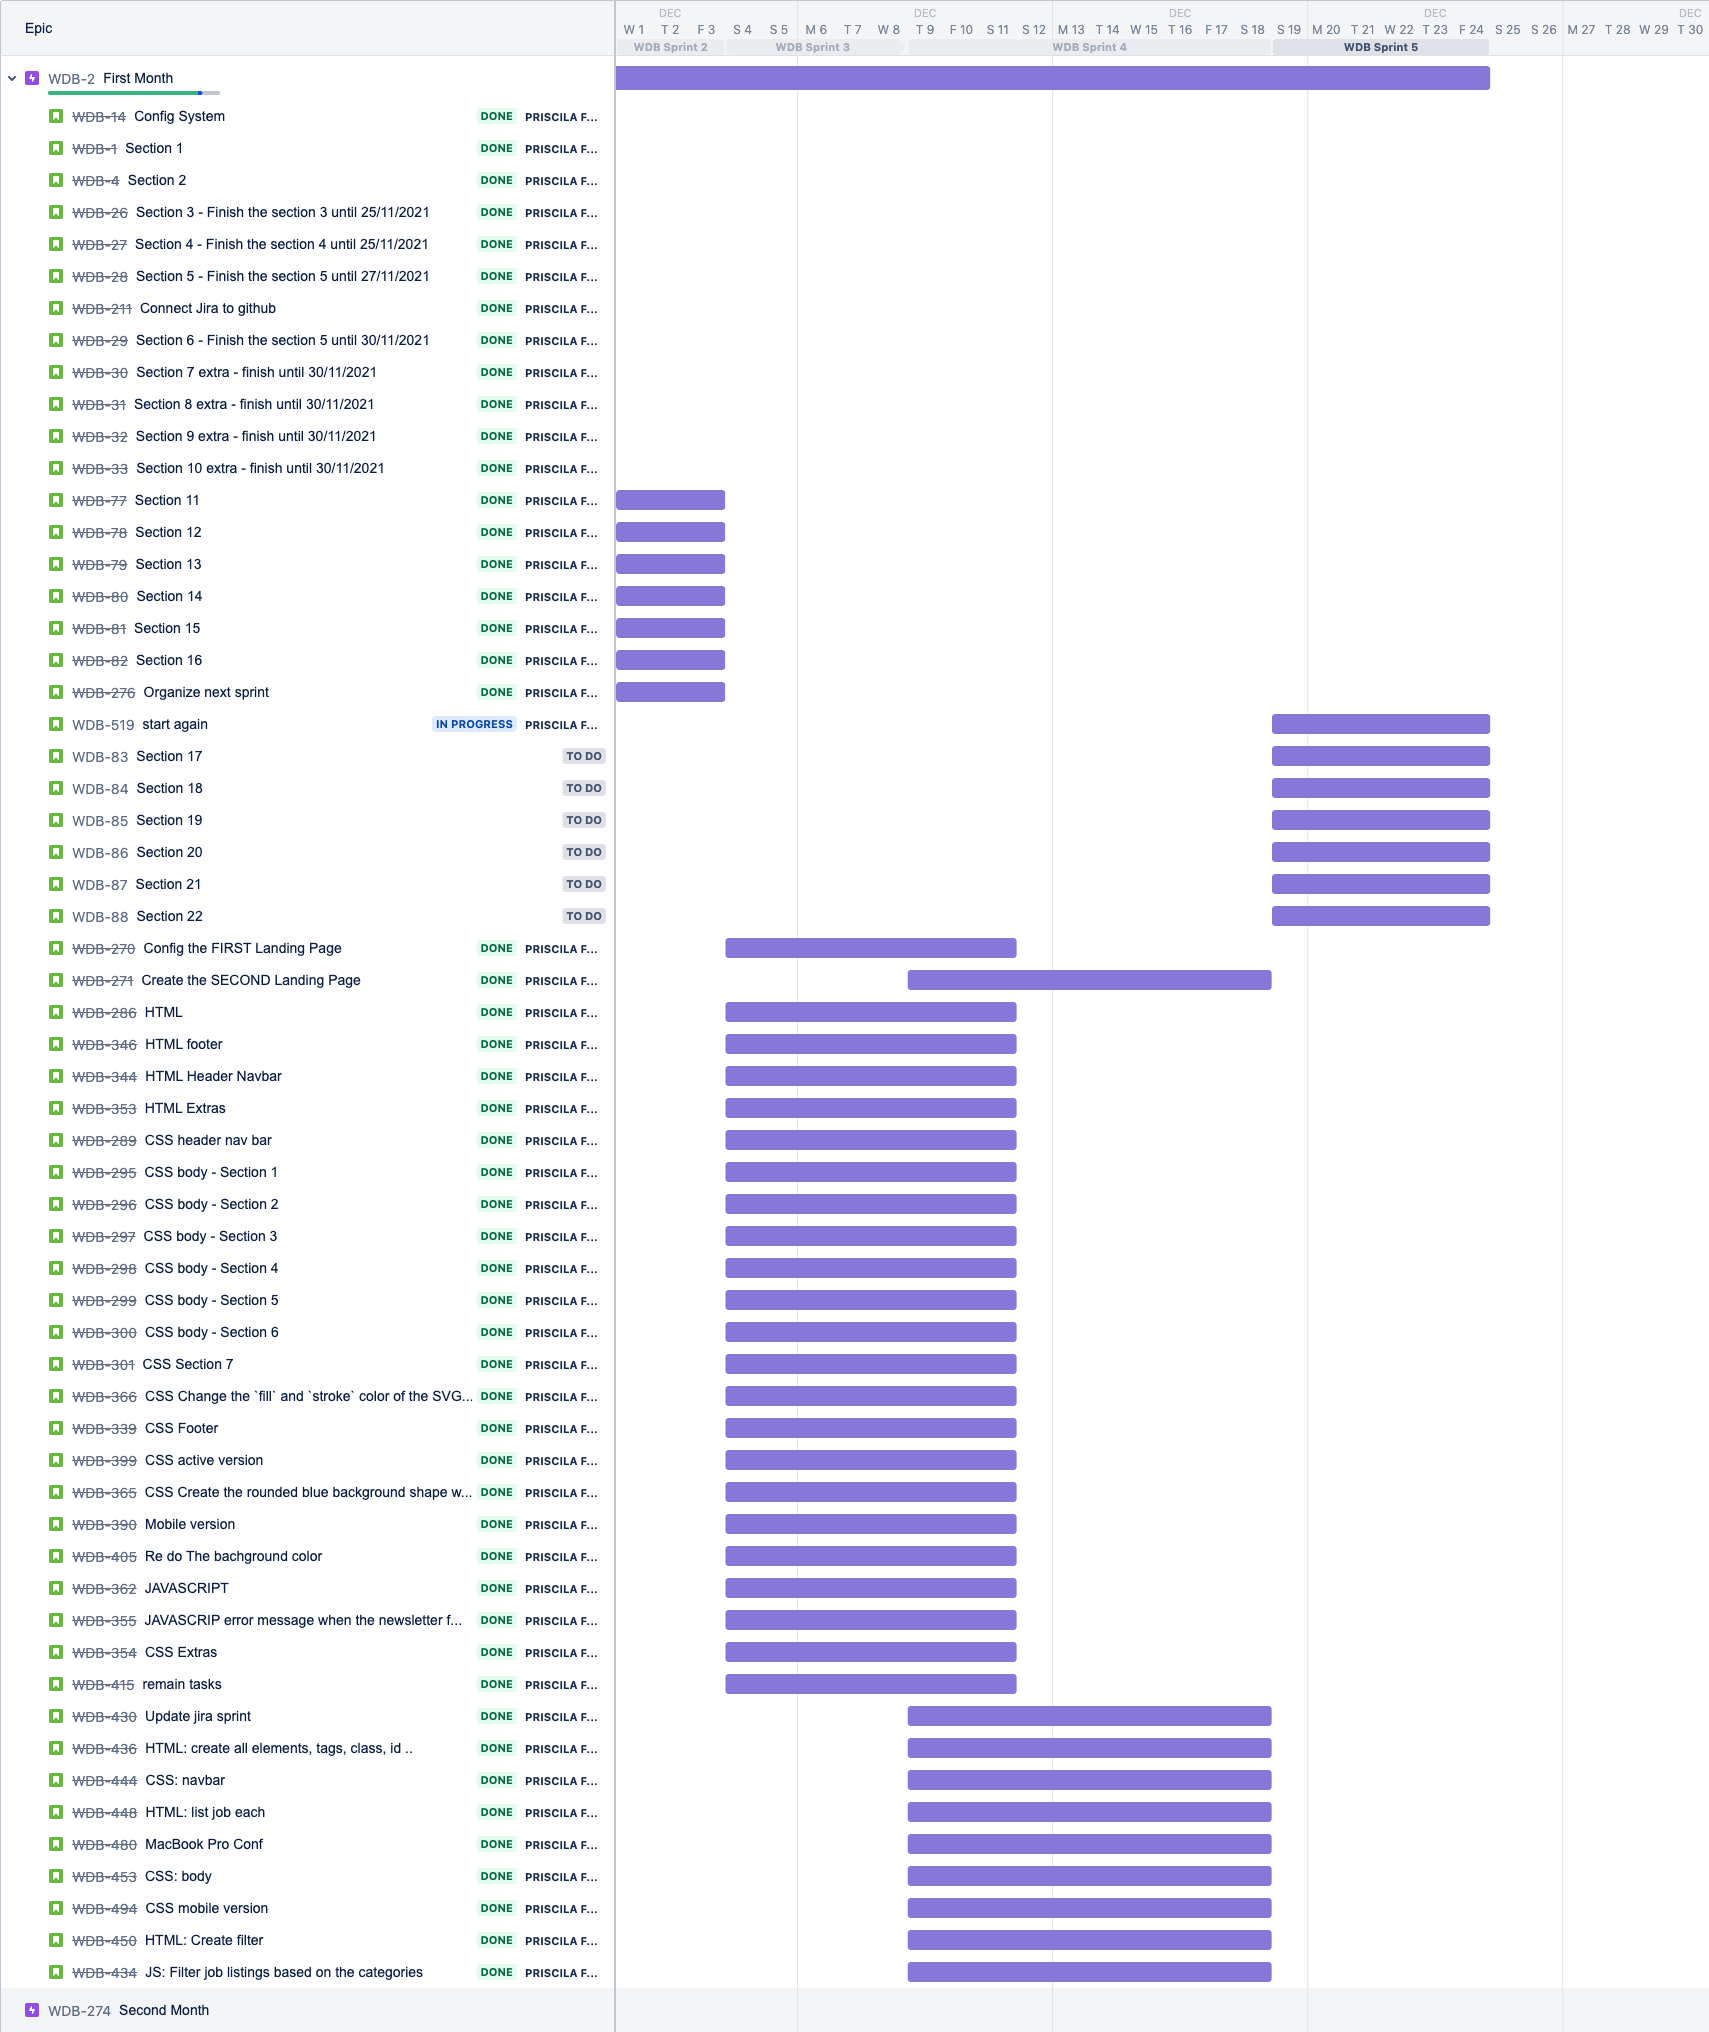 Epic
DEC DEC DEC DEC DEC
W 1 T 2 F 3 S 4 S 5 M 6 T 7 W 8 T 9 F 10 S 11 S 12 M 13 T 14 W 15 T 16 F 17 S 18 S 19 M 20 T 21 W 22 T 23 F 24 S 25 S 26 M 27 T 28 W 29 T 30
WDB Sprint 2 WDB Sprint 3 WDB Sprint 4 WDB Sprint 5
WDB-2 First Month
WDB-14 Config System DONE PRISCILA F...
WDB-1 Section 1 DONE PRISCILA F...
WDB-4 Section 2 DONE PRISCILA F...
WDB-26 Section 3 - Finish the section 3 until 25/11/2021 DONE PRISCILA F...
WDB-27 Section 4 - Finish the section 4 until 25/11/2021 DONE PRISCILA F...
WDB-28 Section 5 - Finish the section 5 until 27/11/2021 DONE PRISCILA F...
WDB-211 Connect Jira to github DONE PRISCILA F...
WDB-29 Section 6 - Finish the section 5 until 30/11/2021 DONE PRISCILA F...
WDB-30 Section 7 extra - finish until 30/11/2021 DONE PRISCILA F...
WDB-31 Section 8 extra - finish until 30/11/2021 DONE PRISCILA F...
WDB-32 Section 9 extra - finish until 30/11/2021 DONE PRISCILA F...
WDB-33 Section 10 extra - finish until 30/11/2021 DONE PRISCILA F...
WDB-77 Section 11 DONE PRISCILA F...
WDB-78 Section 12 DONE PRISCILA F...
WDB-79 Section 13 DONE PRISCILA F...
WDB-80 Section 14 DONE PRISCILA F...
WDB-81 Section 15 DONE PRISCILA F...
WDB-82 Section 16 DONE PRISCILA F...
WDB-276 Organize next sprint DONE PRISCILA F...
WDB-519 start again IN PROGRESS PRISCILA F...
WDB-83 Section 17 TO DO
WDB-84 Section 18 TO DO
WDB-85 Section 19 TO DO
WDB-86 Section 20 TO DO
WDB-87 Section 21 TO DO
WDB-88 Section 22 TO DO
WDB-270 Config the FIRST Landing Page DONE PRISCILA F...
WDB-271 Create the SECOND Landing Page DONE PRISCILA F...
WDB-286 HTML DONE PRISCILA F...
WDB-346 HTML footer DONE PRISCILA F...
WDB-344 HTML Header Navbar DONE PRISCILA F...
WDB-353 HTML Extras DONE PRISCILA F...
WDB-289 CSS header nav bar DONE PRISCILA F...
WDB-295 CSS body - Section 1 DONE PRISCILA F...
WDB-296 CSS body - Section 2 DONE PRISCILA F...
WDB-297 CSS body - Section 3 DONE PRISCILA F...
WDB-298 CSS body - Section 4 DONE PRISCILA F...
WDB-299 CSS body - Section 5 DONE PRISCILA F...
WDB-300 CSS body - Section 6 DONE PRISCILA F...
WDB-301 CSS Section 7 DONE PRISCILA F...
WDB-366 CSS Change the `fill` and `stroke` color of the SVG... DONE PRISCILA F...
WDB-339 CSS Footer DONE PRISCILA F...
WDB-399 CSS active version DONE PRISCILA F...
WDB-365 CSS Create the rounded blue background shape w... DONE PRISCILA F...
WDB-390 Mobile version DONE PRISCILA F...
WDB-405 Re do The bachground color DONE PRISCILA F...
WDB-362 JAVASCRIPT DONE PRISCILA F...
WDB-355 JAVASCRIP error message when the newsletter f... DONE PRISCILA F...
WDB-354 CSS Extras DONE PRISCILA F...
WDB-415 remain tasks DONE PRISCILA F...
WDB-430 Update jira sprint DONE PRISCILA F...
WDB-436 HTML: create all elements, tags, class, id .. DONE PRISCILA F...
WDB-444 CSS: navbar DONE PRISCILA F...
WDB-448 HTML: list job each DONE PRISCILA F...
WDB-480 MacBook Pro Conf DONE PRISCILA F...
WDB-453 CSS: body DONE PRISCILA F...
WDB-494 CSS mobile version DONE PRISCILA F...
WDB-450 HTML: Create filter DONE PRISCILA F...
WDB-434 JS: Filter job listings based on the categories DONE PRISCILA F...
WDB-274 Second Month